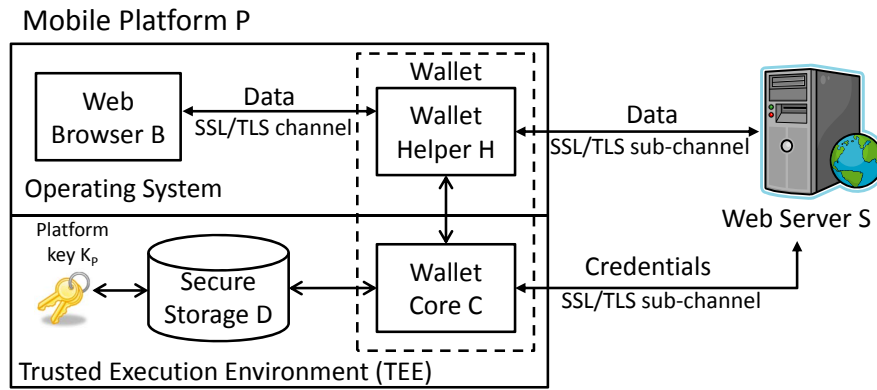 Mobile Platform P
Wallet
Web
Browser B
Data
SSL/TLS channel
Wallet
Helper H
Data
SSL/TLS sub-channel
Operating System
Web Server S
Platform
key KP
Secure
Storage D
Wallet
Core C
Credentials
SSL/TLS sub-channel
Trusted Execution Environment (TEE)